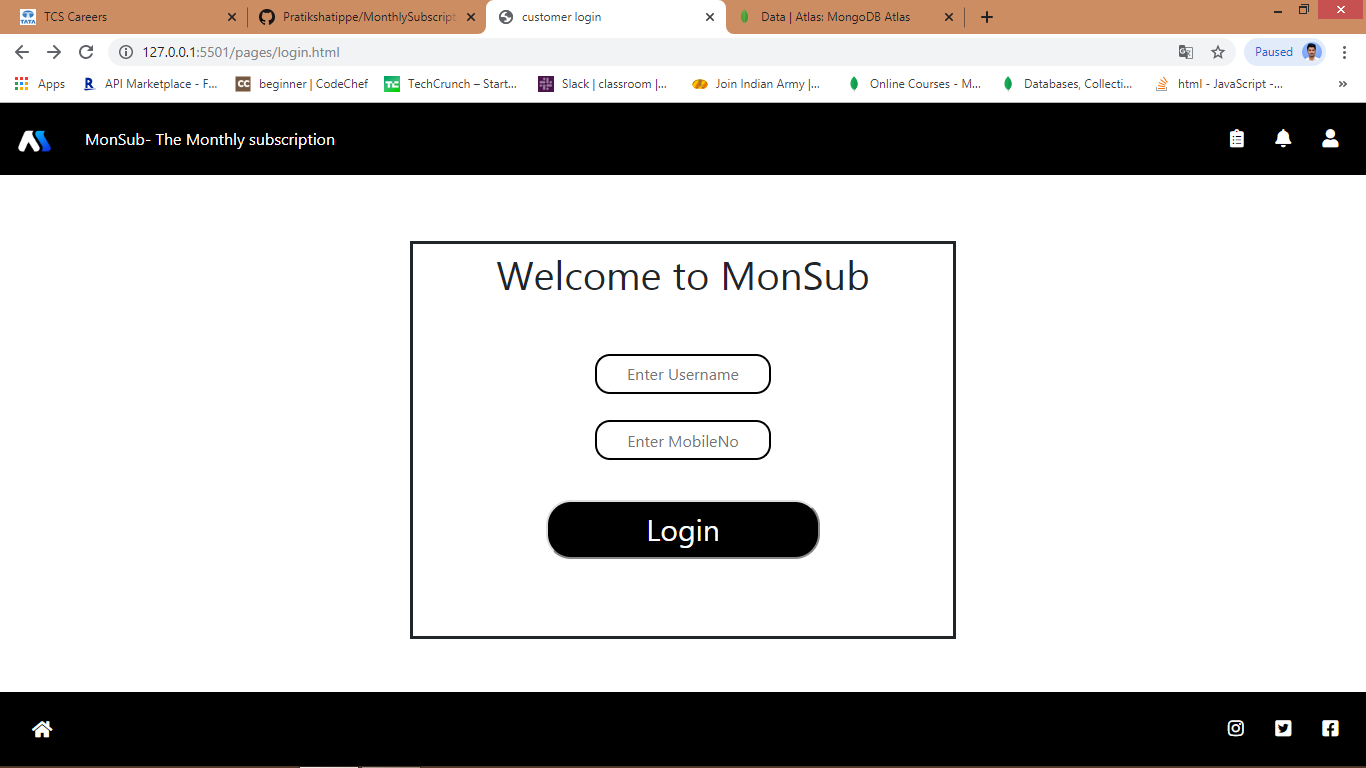 TCS Careers
Pratikshatippe/MonthlySubscript
customer login
Data | Atlas: MongoDB Atlas
127.0.0.1:5501/pages/login.html
Paused
Apps
API Marketplace - F...
beginner | CodeChef
TechCrunch – Start...
Slack | classroom |...
Join Indian Army |...
Online Courses - M...
Databases, Collecti...
html - JavaScript -...
MonSub- The Monthly subscription
Welcome to MonSub
Enter Username
Enter MobileNo
Login